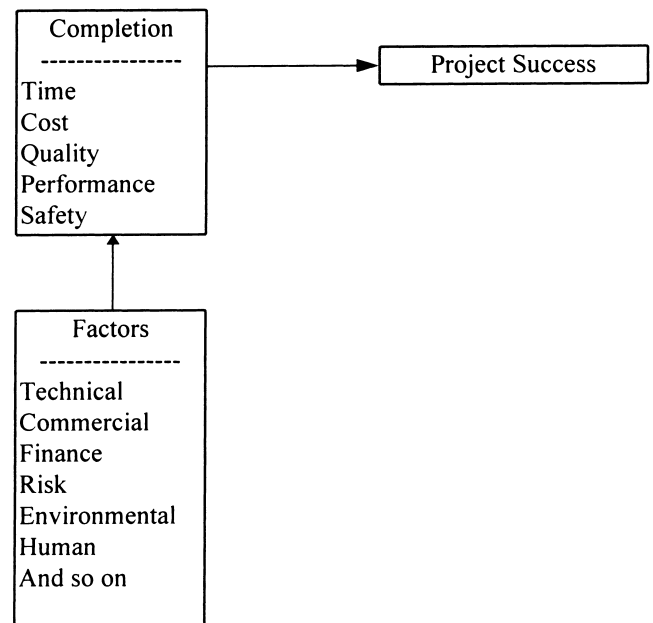 Completion
Time
Cost
Quality
Performance
Safety
Project Success
Factors
Technical
Commercial
Finance
Risk
Environmental
Human
And so on